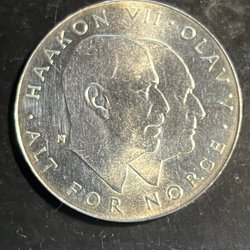 · HAAKON VII · OLAV V ·
ALT FOR NORGE